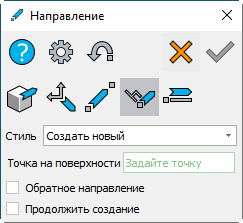 Направление
Стиль Создать новый
Точка на поверхности Задайте точку
Обратное направление
Продолжить создание